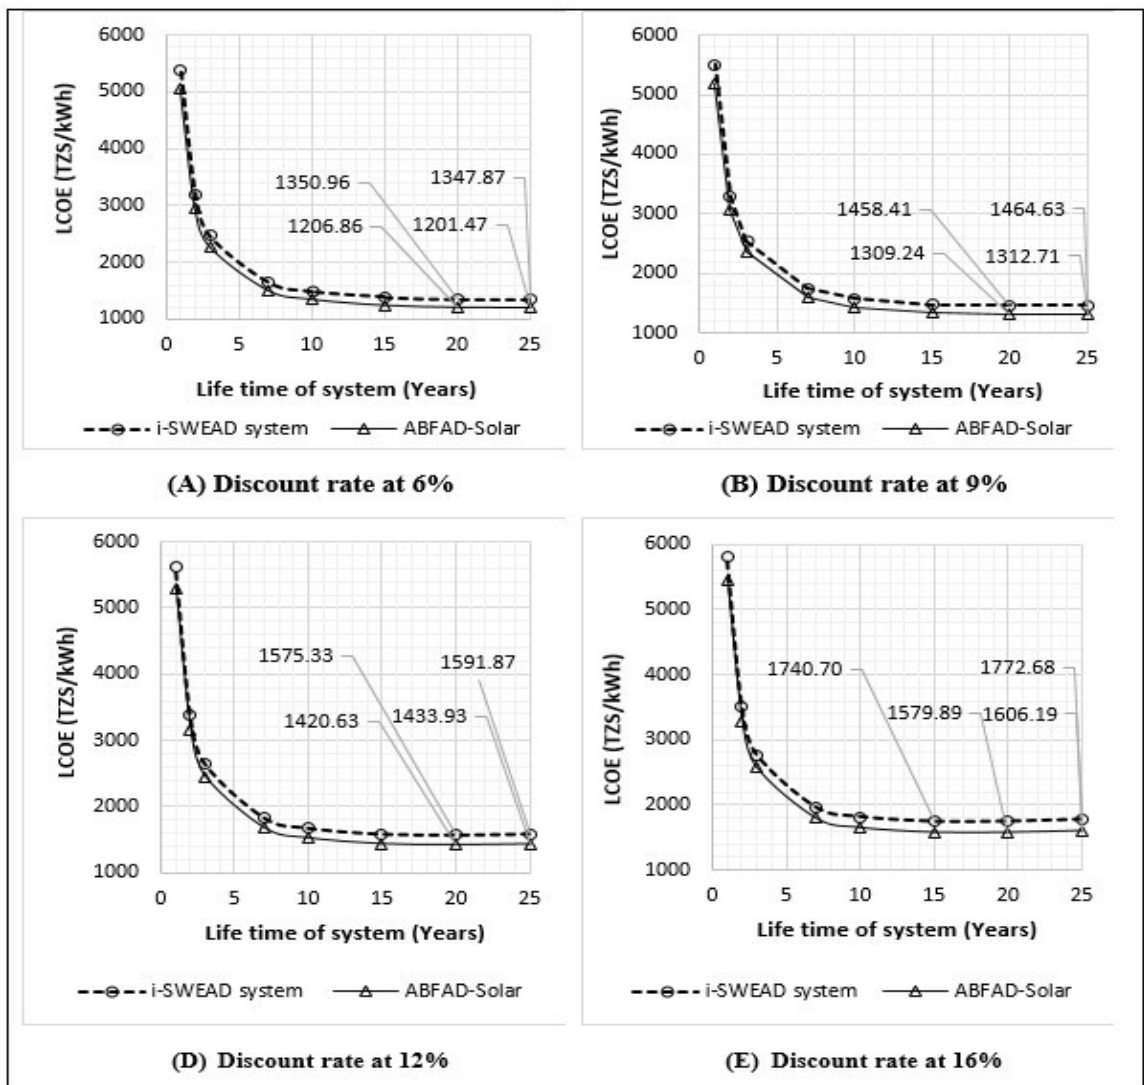 6000
5000
4000
3000
2000
1000
LCOE (TZS/kWh)
1350.96
1347.87
1206.86
1201.47
0 5 10 15 20 25
Life time of system (Years)
i-SWEAD system ABFAD-Solar
(A) Discount rate at 6%
6000
5000
4000
3000
2000
1000
LCOE (TZS/kWh)
1458.41
1464.63
1309.24
1312.71
0 5 10 15 20 25
Life time of system (Years)
i-SWEAD system ABFAD-Solar
(B) Discount rate at 9%
6000
5000
4000
3000
2000
1000
LCOE (TZS/kWh)
1575.33
1591.87
1420.63
1433.93
0 5 10 15 20 25
Life time of system (Years)
i-SWEAD system ABFAD-Solar
(D) Discount rate at 12%
6000
5000
4000
3000
2000
1000
LCOE (TZS/kWh)
1740.70
1772.68
1579.89
1606.19
0 5 10 15 20 25
Life time of system (Years)
i-SWEAD system ABFAD-Solar
(E) Discount rate at 16%